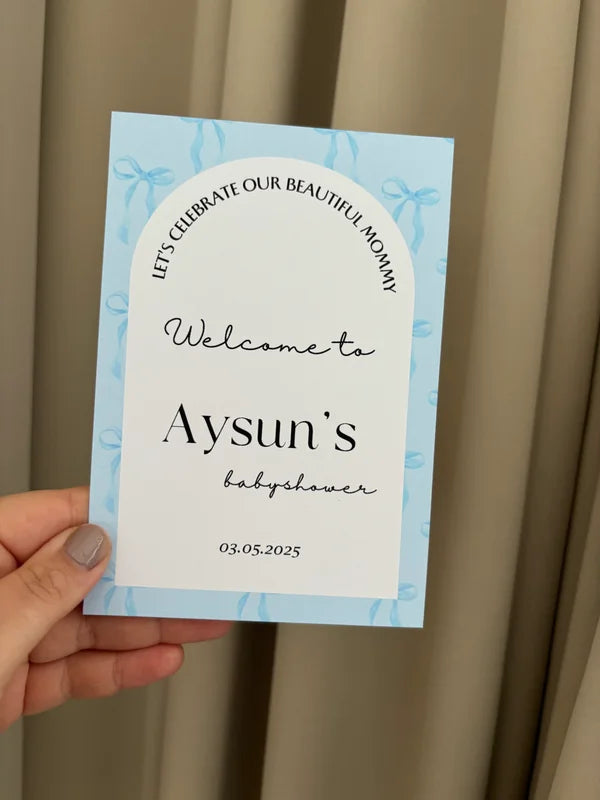 LET'S CELEBRATE OUR BEAUTIFUL MOMMY
Welcome to
Aysun's
babyshower
03.05.2025